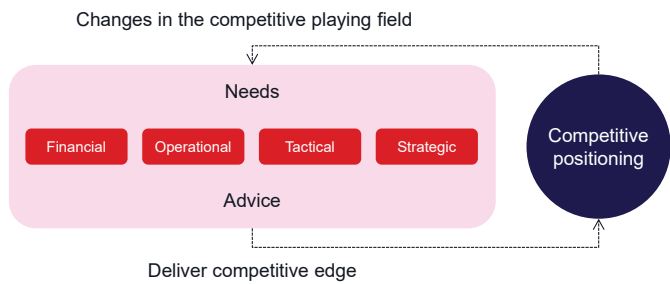 Changes in the competitive playing field
Needs
Financial
Operational
Tactical
Strategic
Competitive
positioning
Advice
Deliver competitive edge